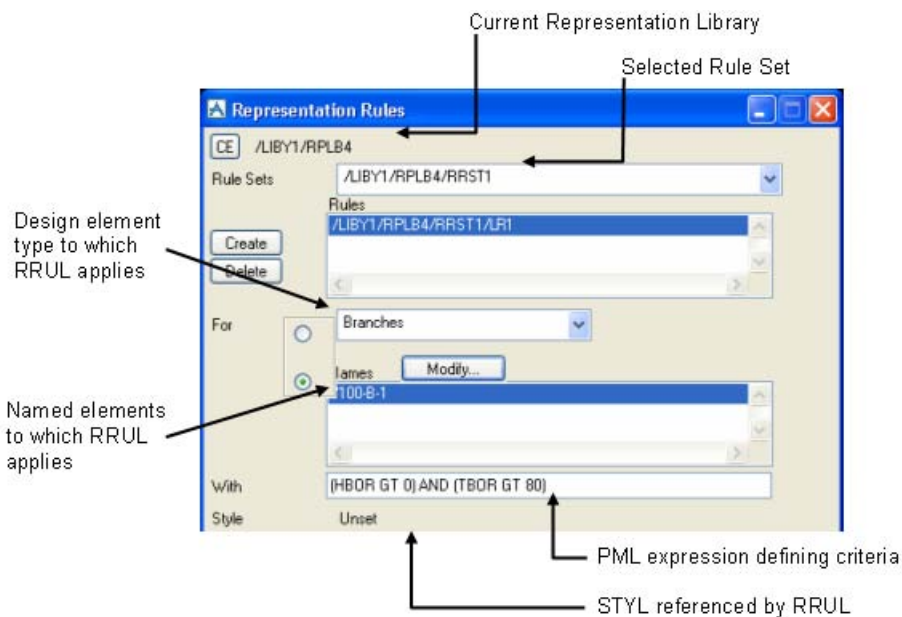 Current Representation Library
Selected Rule Set
Representation Rules
CE /LIBY1/RPLB4
Rule Sets /LIBY1/RPLB4/RRST1
Rules
/LIBY1/RPLB4/RRST1/LR1
Design element
type to which
RRUL applies
Create
Delete
For Branches
lames Modify...
100-B-1
Named elements
to which RRUL
applies
With (HBOR GT 0) AND (TBOR GT 80)
Style Unset
PML expression defining criteria
STYL referenced by RRUL